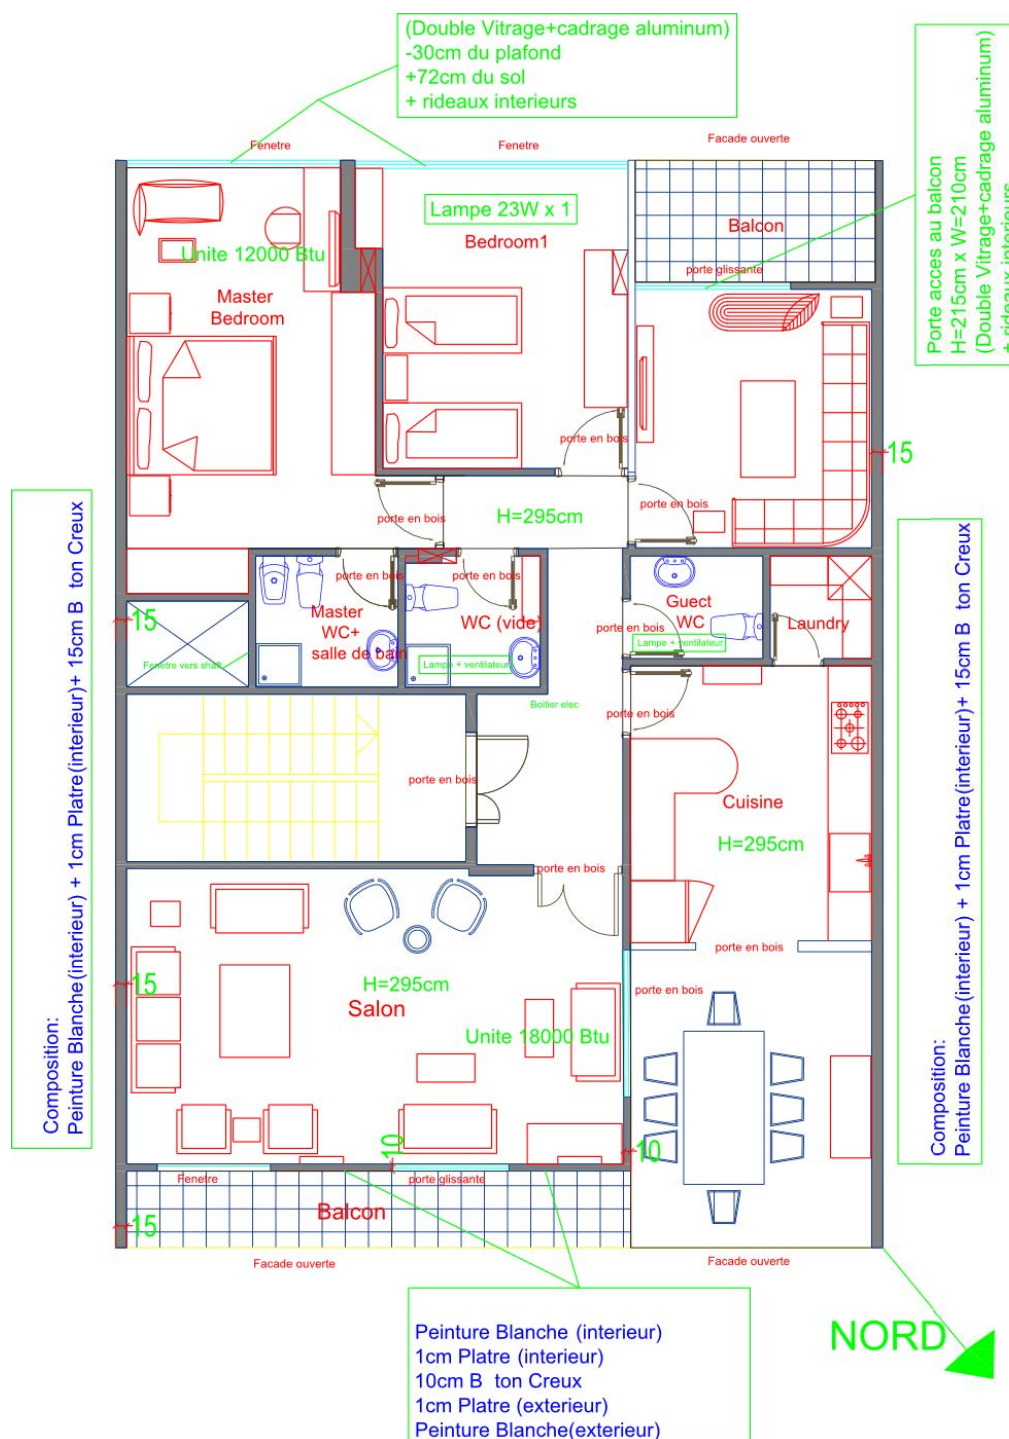 (Double Vitrage+cadrage aluminum)
-30cm du plafond
+72cm du sol
+ rideaux interieurs
Porte acces au balcon
H=215cm x W=210cm
(Double Vitrage+cadrage aluminum)
+ rideaux interieurs
Fenetre
Fenetre
Facade ouverte
Lampe 23W x 1
Bedroom1
Balcon
Unite 12000 Btu
porte glissante
Master
Bedroom
porte en bois
15
porte en bois
porte en bois
H=295cm
porte en bois
porte en bois
Master
WC+
salle de bain
WC (vide)
Guect
WC
porte en bois
Laundry
15
Fenetre vers shaft
Lampe + ventilateur
Lampe + ventilateur
Boitier elec
porte en bois
porte en bois
Cuisine
H=295cm
porte en bois
porte en bois
porte en bois
H=295cm
15
Salon
Unite 18000 Btu
10
10
Fenetre
porte glissante
Balcon
15
Facade ouverte
Facade ouverte
Composition:
Peinture Blanche(interieur) + 1cm Platre(interieur)+ 15cm B ton Creux
Composition:
Peinture Blanche(interieur) + 1cm Platre(interieur)+ 15cm B ton Creux
NORD
Peinture Blanche (interieur)
1cm Platre (interieur)
10cm B ton Creux
1cm Platre (exterieur)
Peinture Blanche(exterieur)